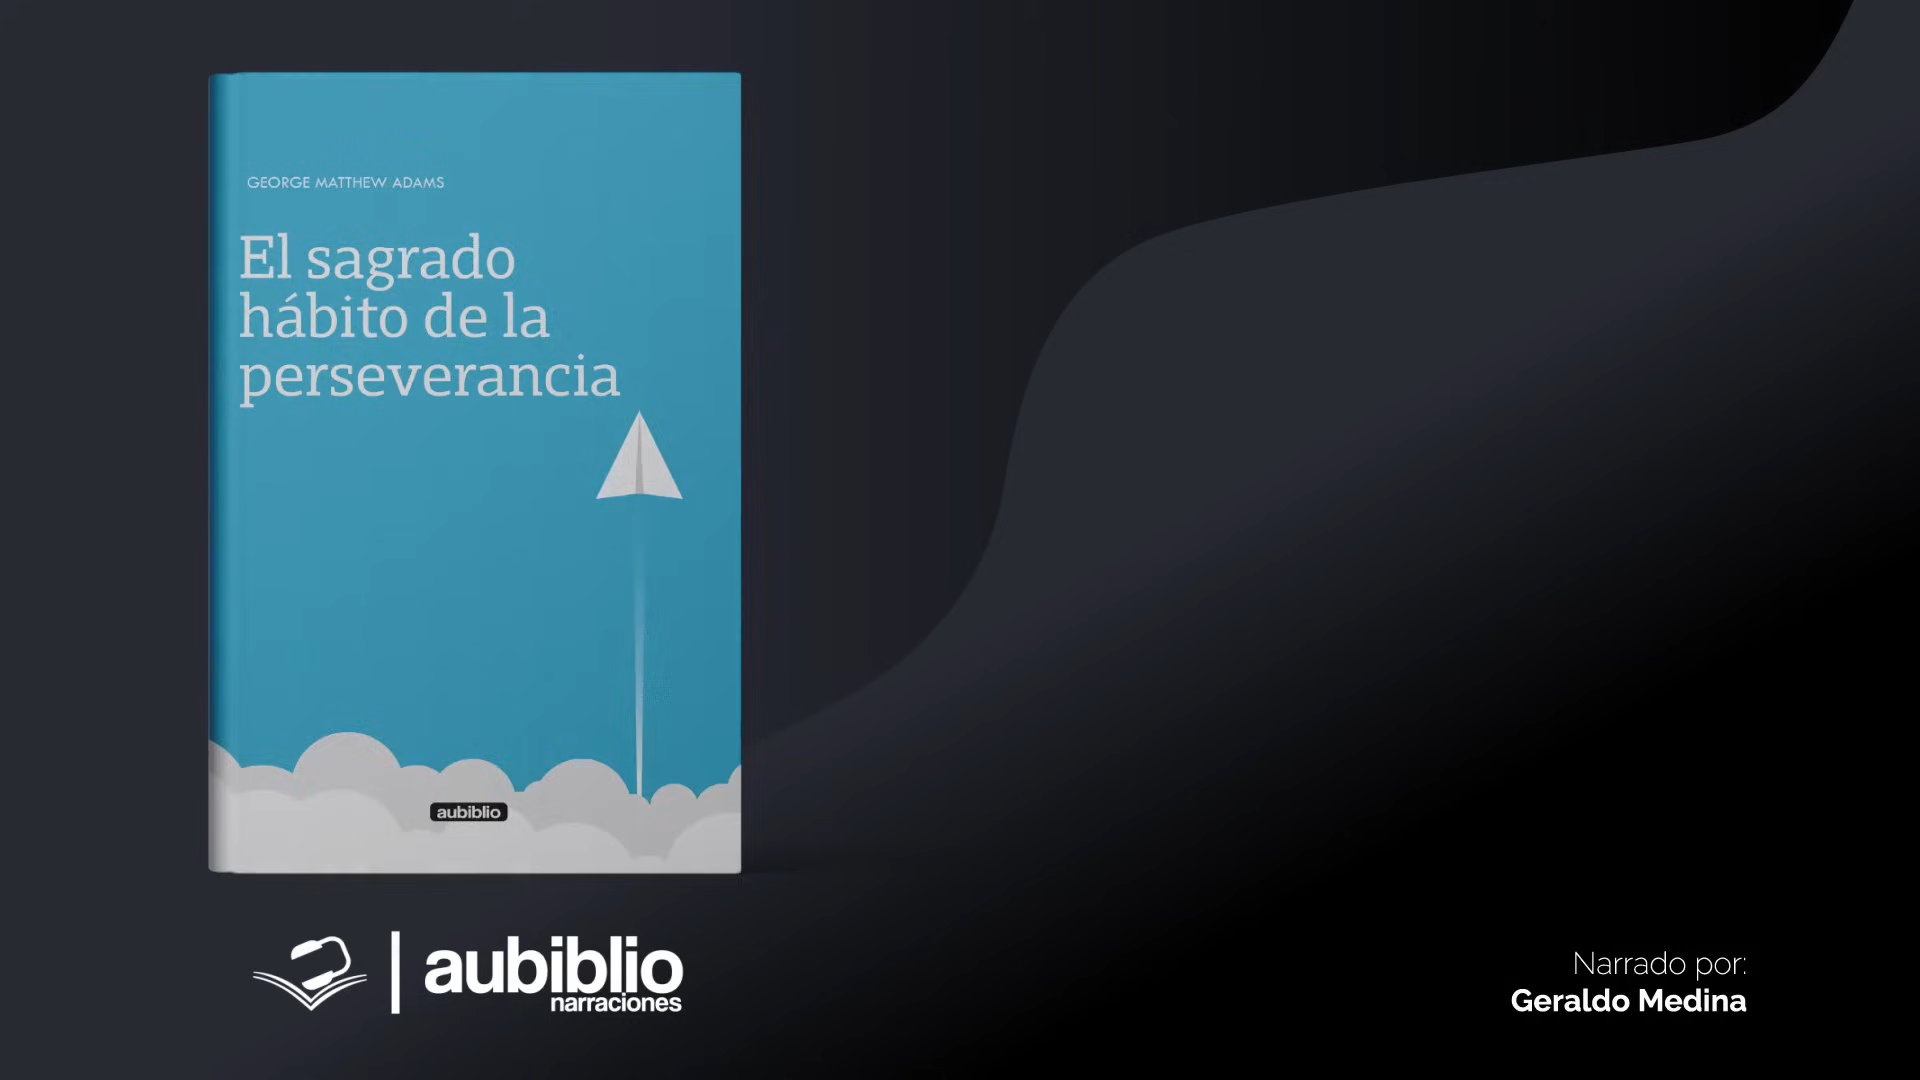 GEORGE MATTHEW ADAMS
El sagrado
hábito de la
perseverancia
aubiblio
aubiblio
narraciones
Narrado por:
Geraldo Medina